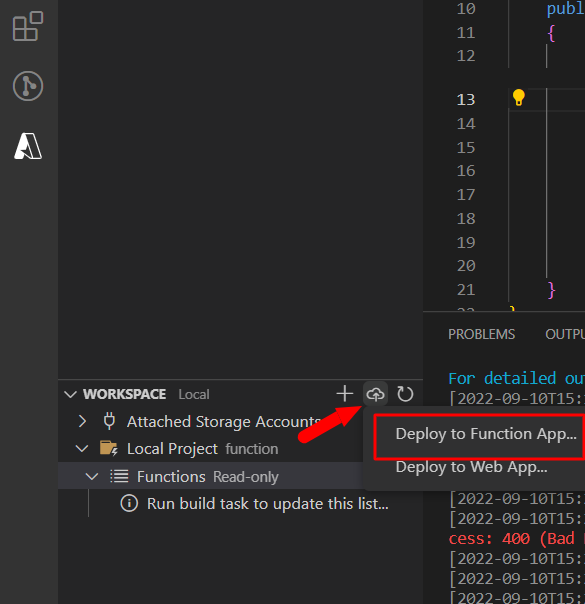 10 publ
11 {
12
13
14
15
16
17
18
19
20
21 }
}
PROBLEMS OUTPU
WORKSPACE Local
For detailed ou
[2022-09-10T15:
Attached Storage Accounts
Deploy to Function App...
Local Project function
Deploy to Web App...
Functions Read-only
[2022-09-10T15:
Run build task to update this list...
[2022-09-10T15:
cess: 400 (Bad
[2022-09-10T15:
[2022-09-10T15:
[2022-09-10T15: